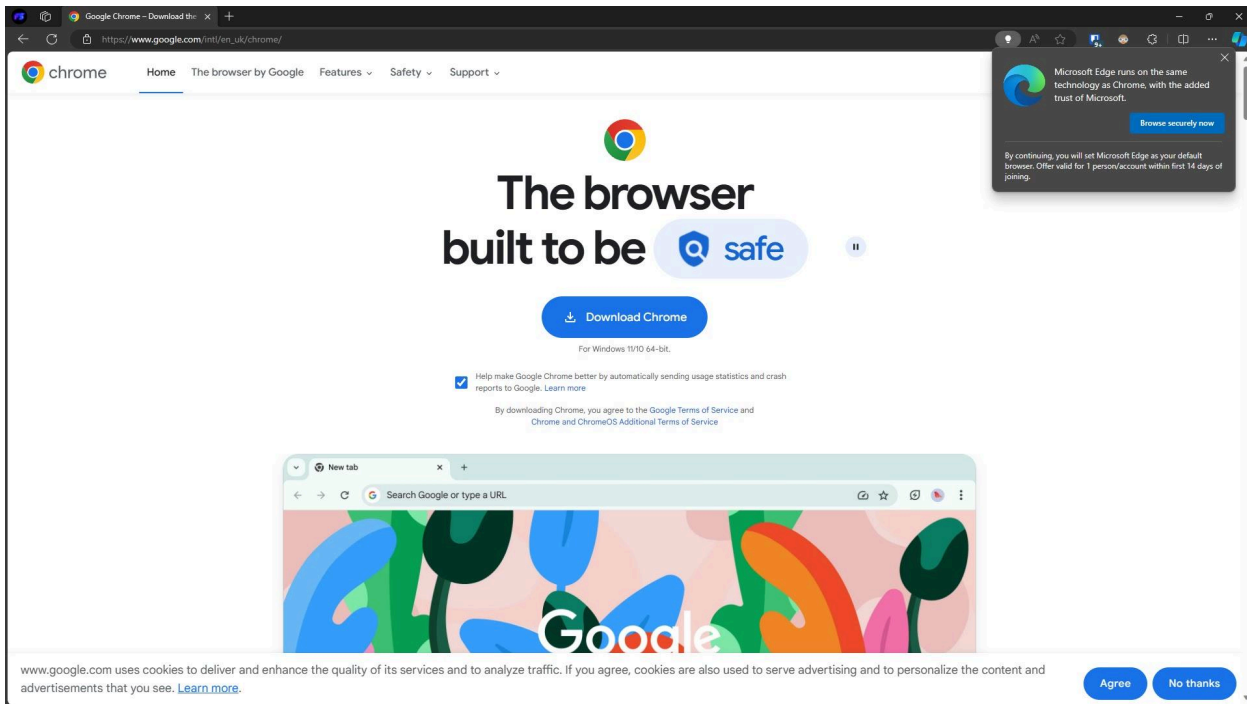 Google Chrome – Download the
https://www.google.com/intl/en_uk/chrome/
chrome
Home The browser by Google Features Safety Support
Microsoft Edge runs on the same
technology as Chrome, with the added
trust of Microsoft.
Browse securely now
By continuing, you will set Microsoft Edge as your default
browser. Offer valid for 1 person/account within first 14 days of
joining.
The browser
built to be safe
Download Chrome
For Windows 11/10 64-bit.
Help make Google Chrome better by automatically sending usage statistics and crash
reports to Google. Learn more
By downloading Chrome, you agree to the Google Terms of Service and
Chrome and ChromeOS Additional Terms of Service
New tab
Search Google or type a URL
Google
www.google.com uses cookies to deliver and enhance the quality of its services and to analyze traffic. If you agree, cookies are also used to serve advertising and to personalize the content and
advertisements that you see. Learn more.
Agree No thanks